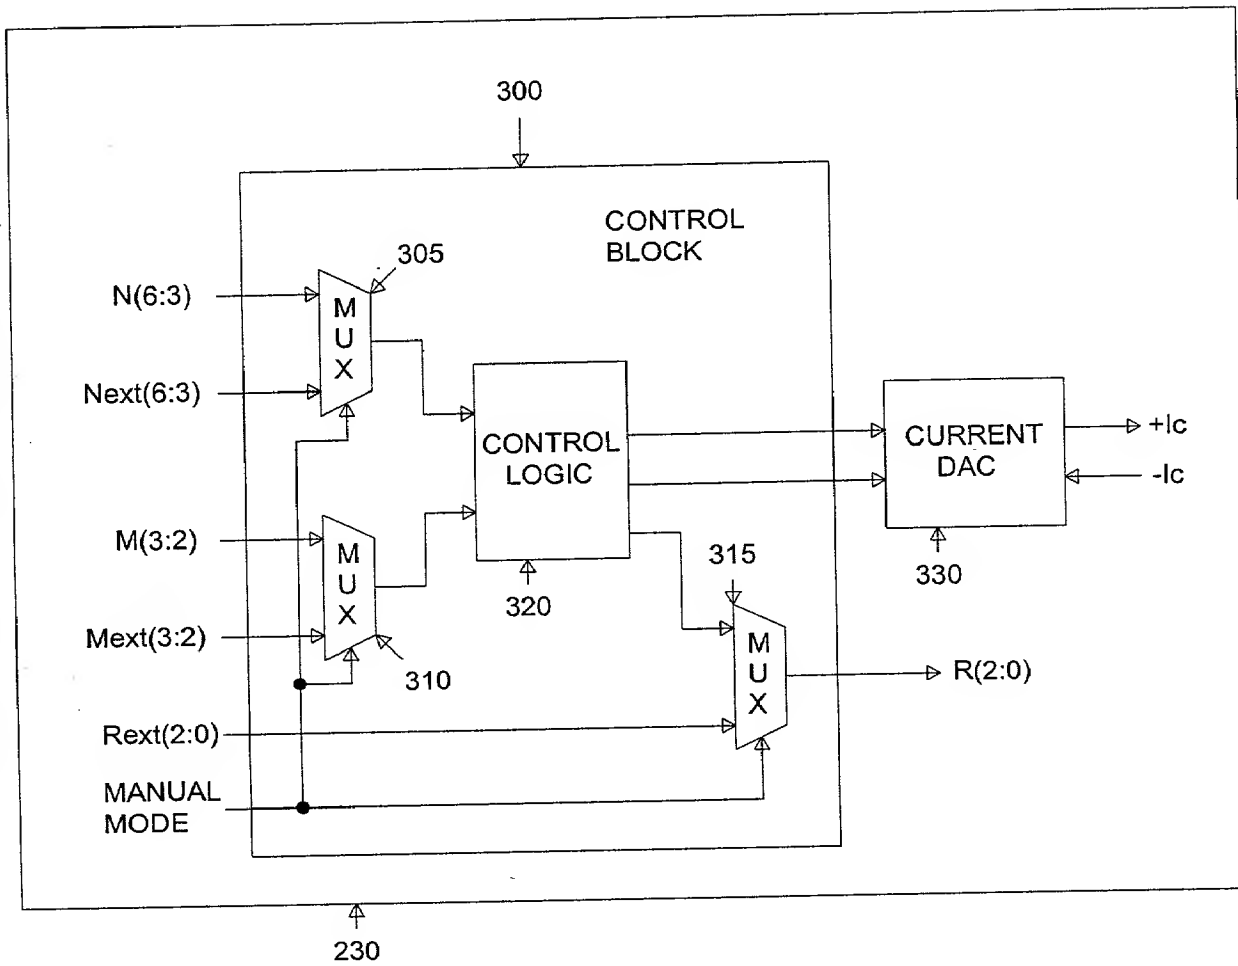 300
CONTROL
BLOCK
305
N(6:3)
M
U
X
Next(6:3)
CONTROL
LOGIC
CURRENT
DAC
+Ic
-Ic
M(3:2)
M
U
X
Mext(3:2)
310
320
315
330
M
U
X
R(2:0)
Rext(2:0)
MANUAL
MODE
230